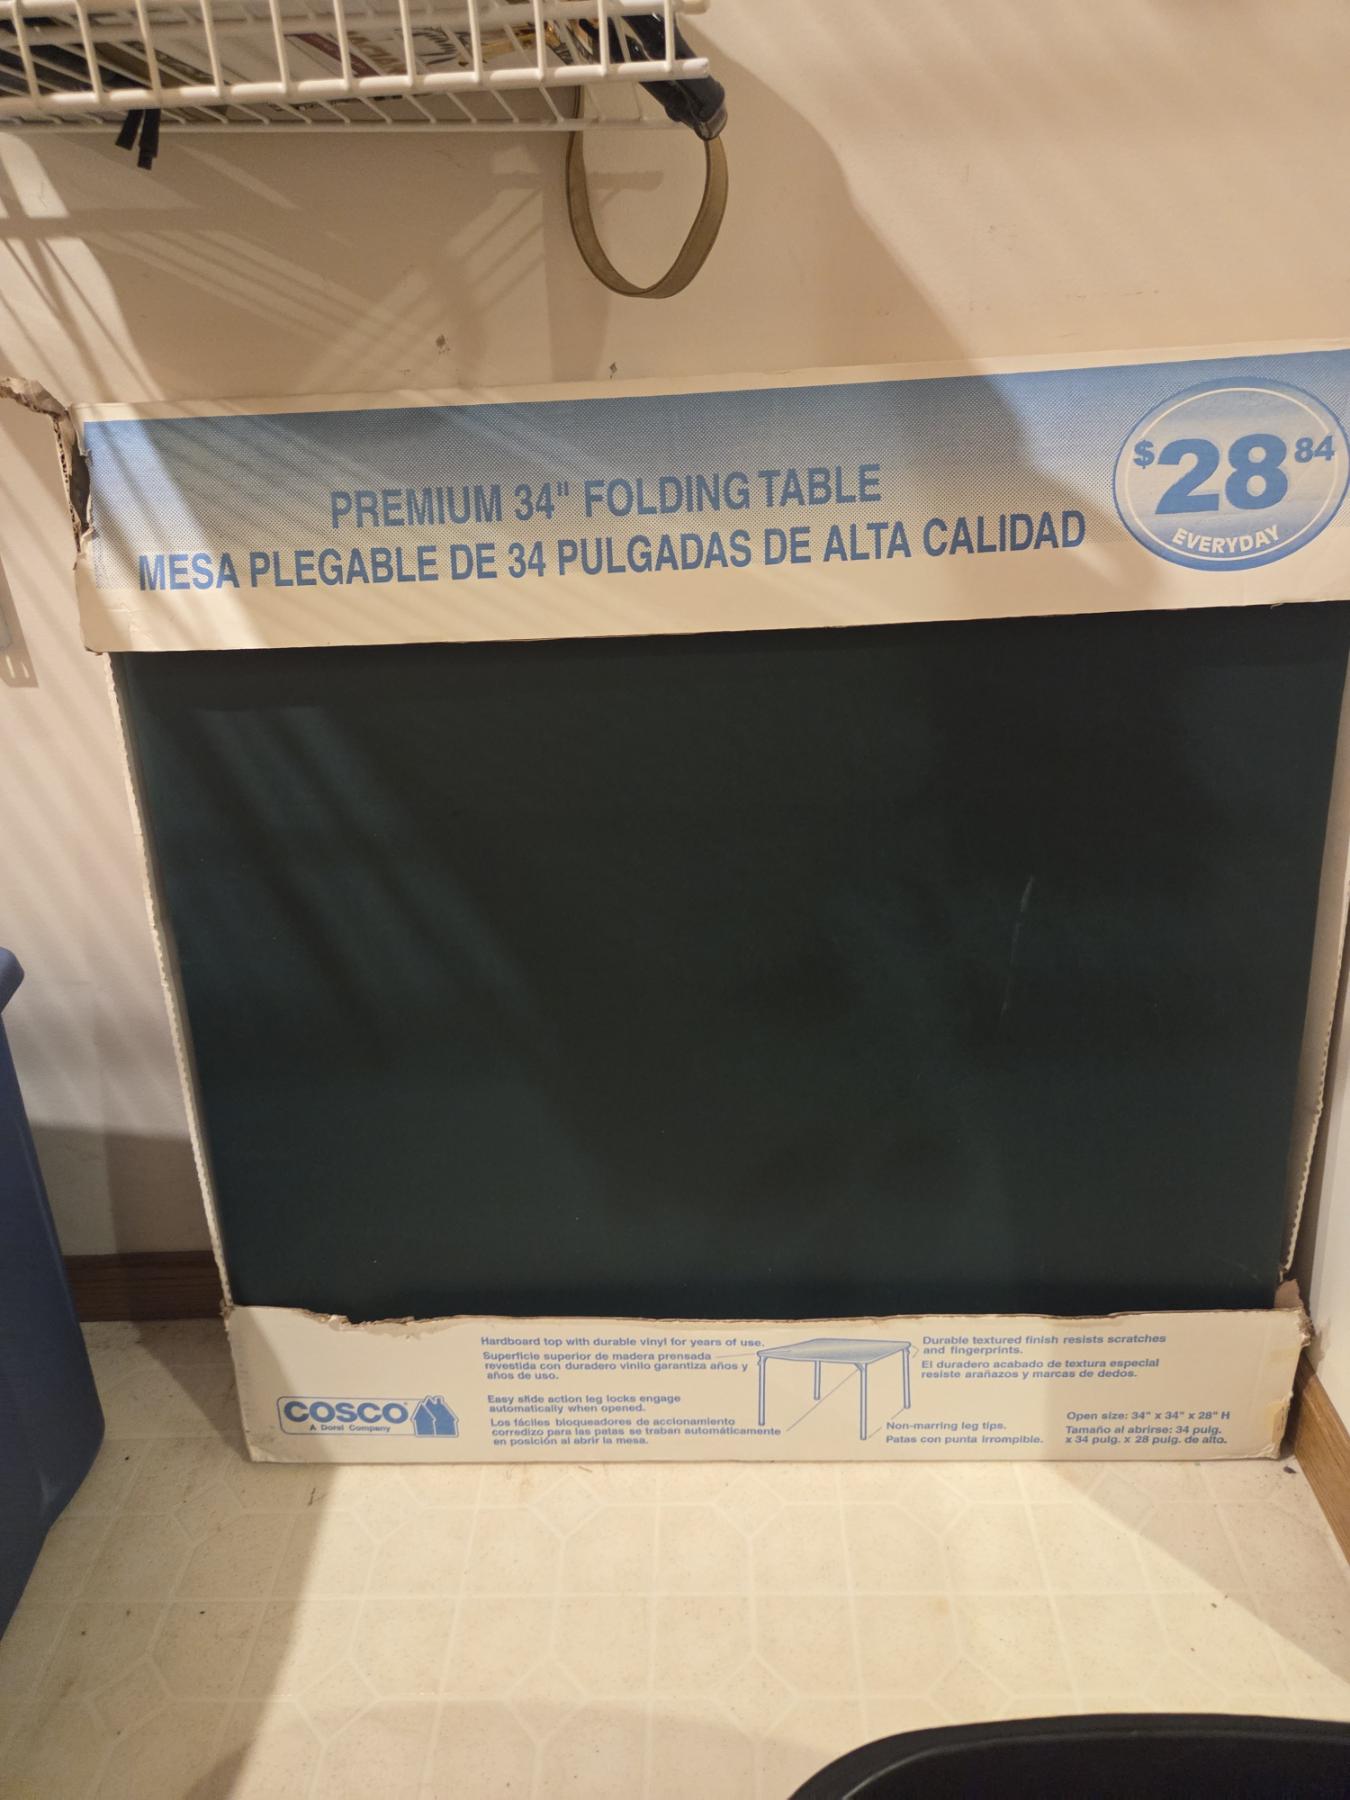 PREMIUM 34" FOLDING TABLE
MESA PLEGABLE DE 34 PULGADAS DE ALTA CALIDAD
$28 84
EVERYDAY
COSCO
A Dorel Company
Hardboard top with durable vinyl for years of use.
Superficie superior de madera prensada
revestida con duradero vinilo garantiza años y
años de uso.
Easy slide action leg locks engage
automatically when opened.
Los fáciles bloqueadores de accionamiento
corredizo para las patas se traban automáticamente
en posición al abrir la mesa.
Durable textured finish resists scratches
and fingerprints.
El duradero acabado de textura especial
resiste arañazos y marcas de dedos.
Non-marring leg tips.
Patas con punta irrompible.
Open size: 34" x 34" x 28" H
Tamaño al abrirse: 34 pulg.
x 34 pulg. x 28 pulg. de alto.